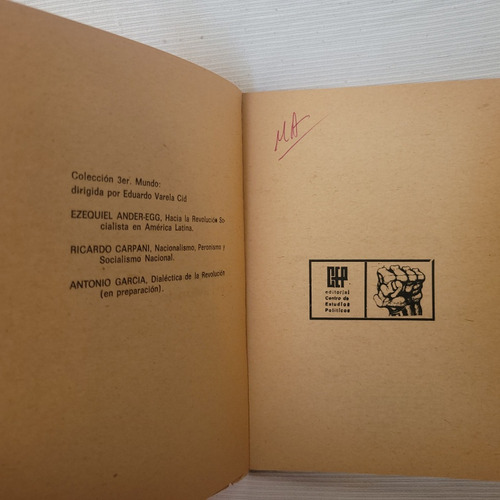 Colección 3er. Mundo:
dirigida por Eduardo Varela Cid
EZEQUIEL ANDER-EGG, Hacia la Revolución So-
cialista en América Latina.
RICARDO CARPANI, Nacionalismo, Peronismo y
Socialismo Nacional.
ANTONIO GARCIA, Dialéctica de la Revolución
(en preparación).
MA
CEP
editorial
Centro de
Estudios
Políticos